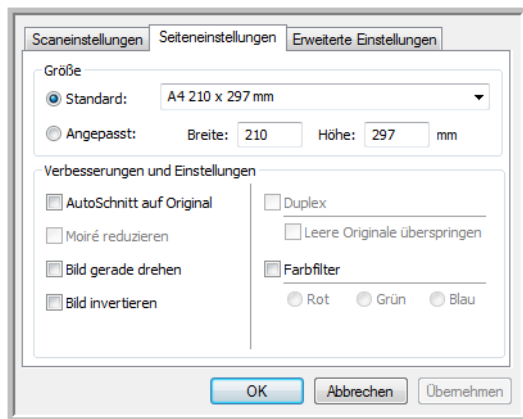 Scaneinstellungen Seiteneinstellungen Erweiterte Einstellungen
Größe
Standard: A4 210 x 297 mm
Angepasst: Breite: 210 Höhe: 297 mm
Verbesserungen und Einstellungen
AutoSchnitt auf Original Duplex
Moiré reduzieren Leere Originale überspringen
Bild gerade drehen Farbfilter
Bild invertieren Rot Grün Blau
OK Abbrechen Übernehmen